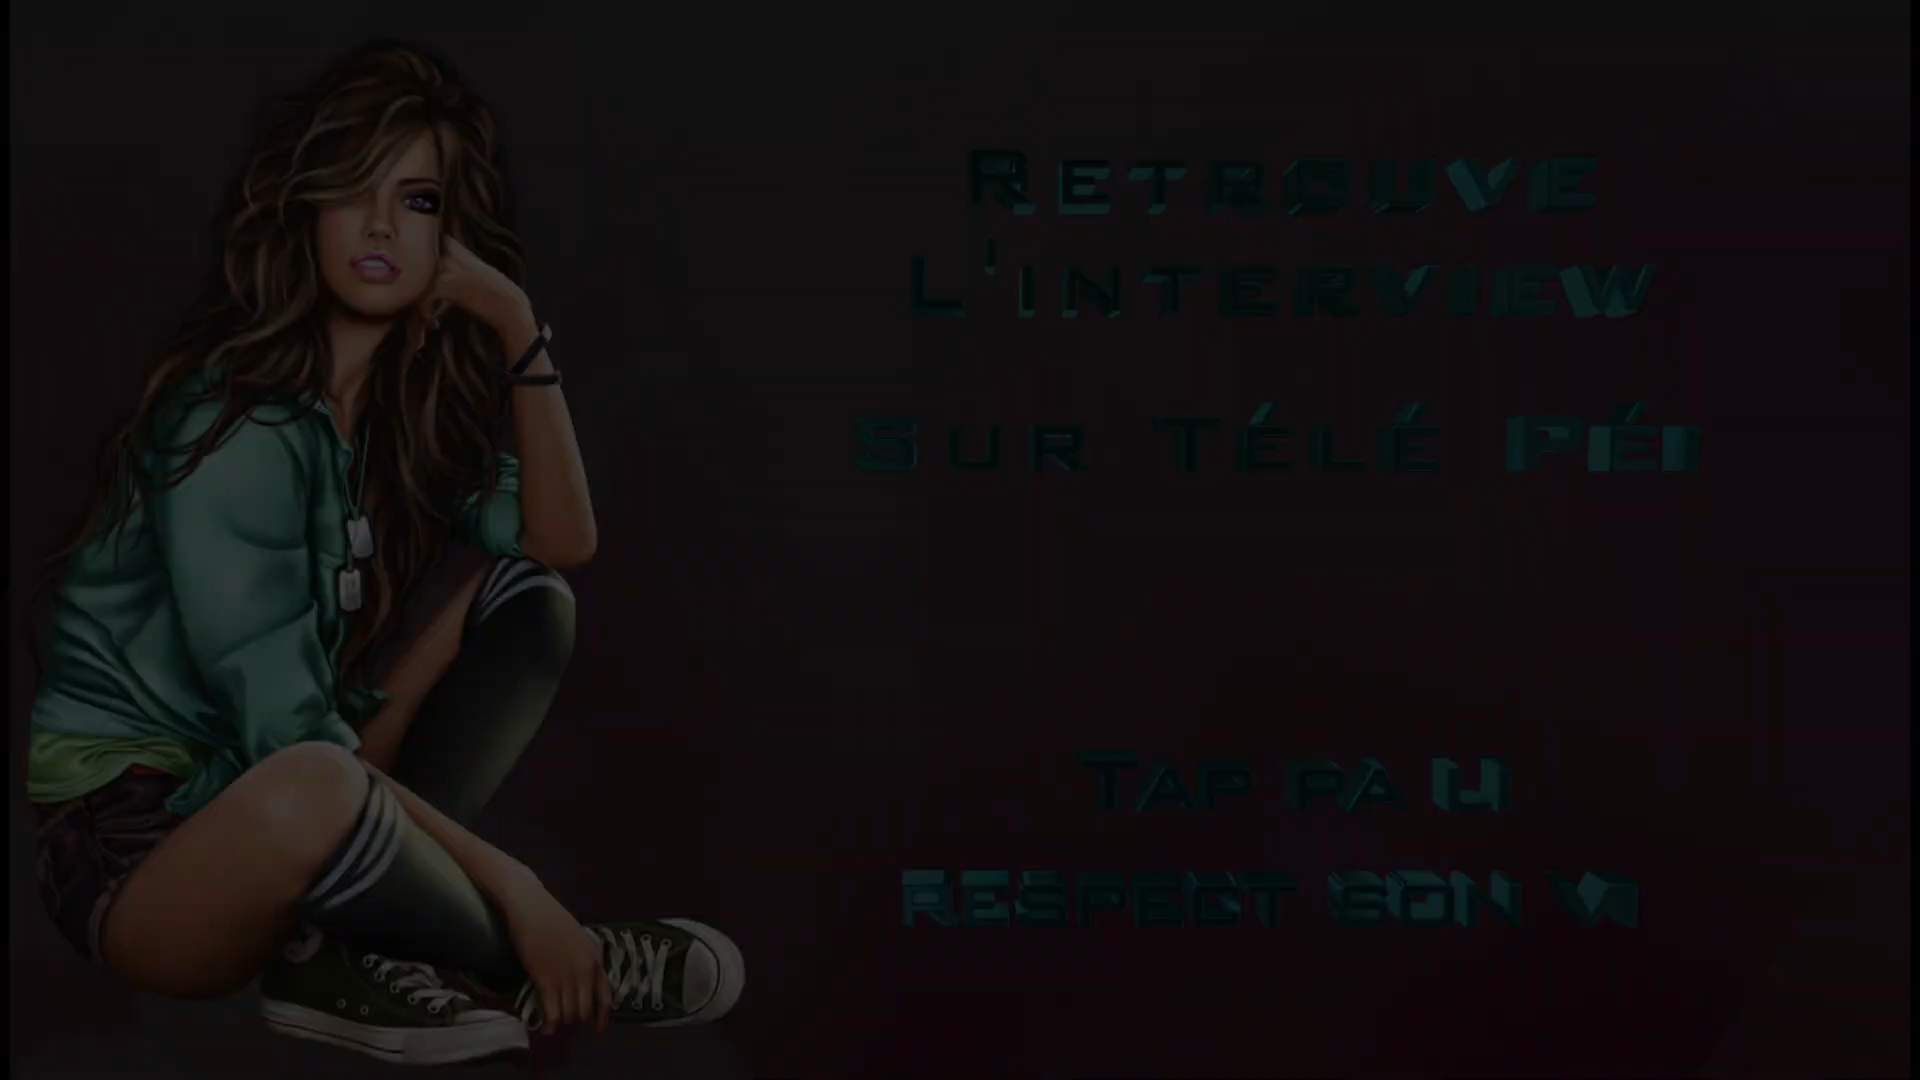 Retrouve
L'interview
Sur Télé Péi
Tap pa li
respect son vi